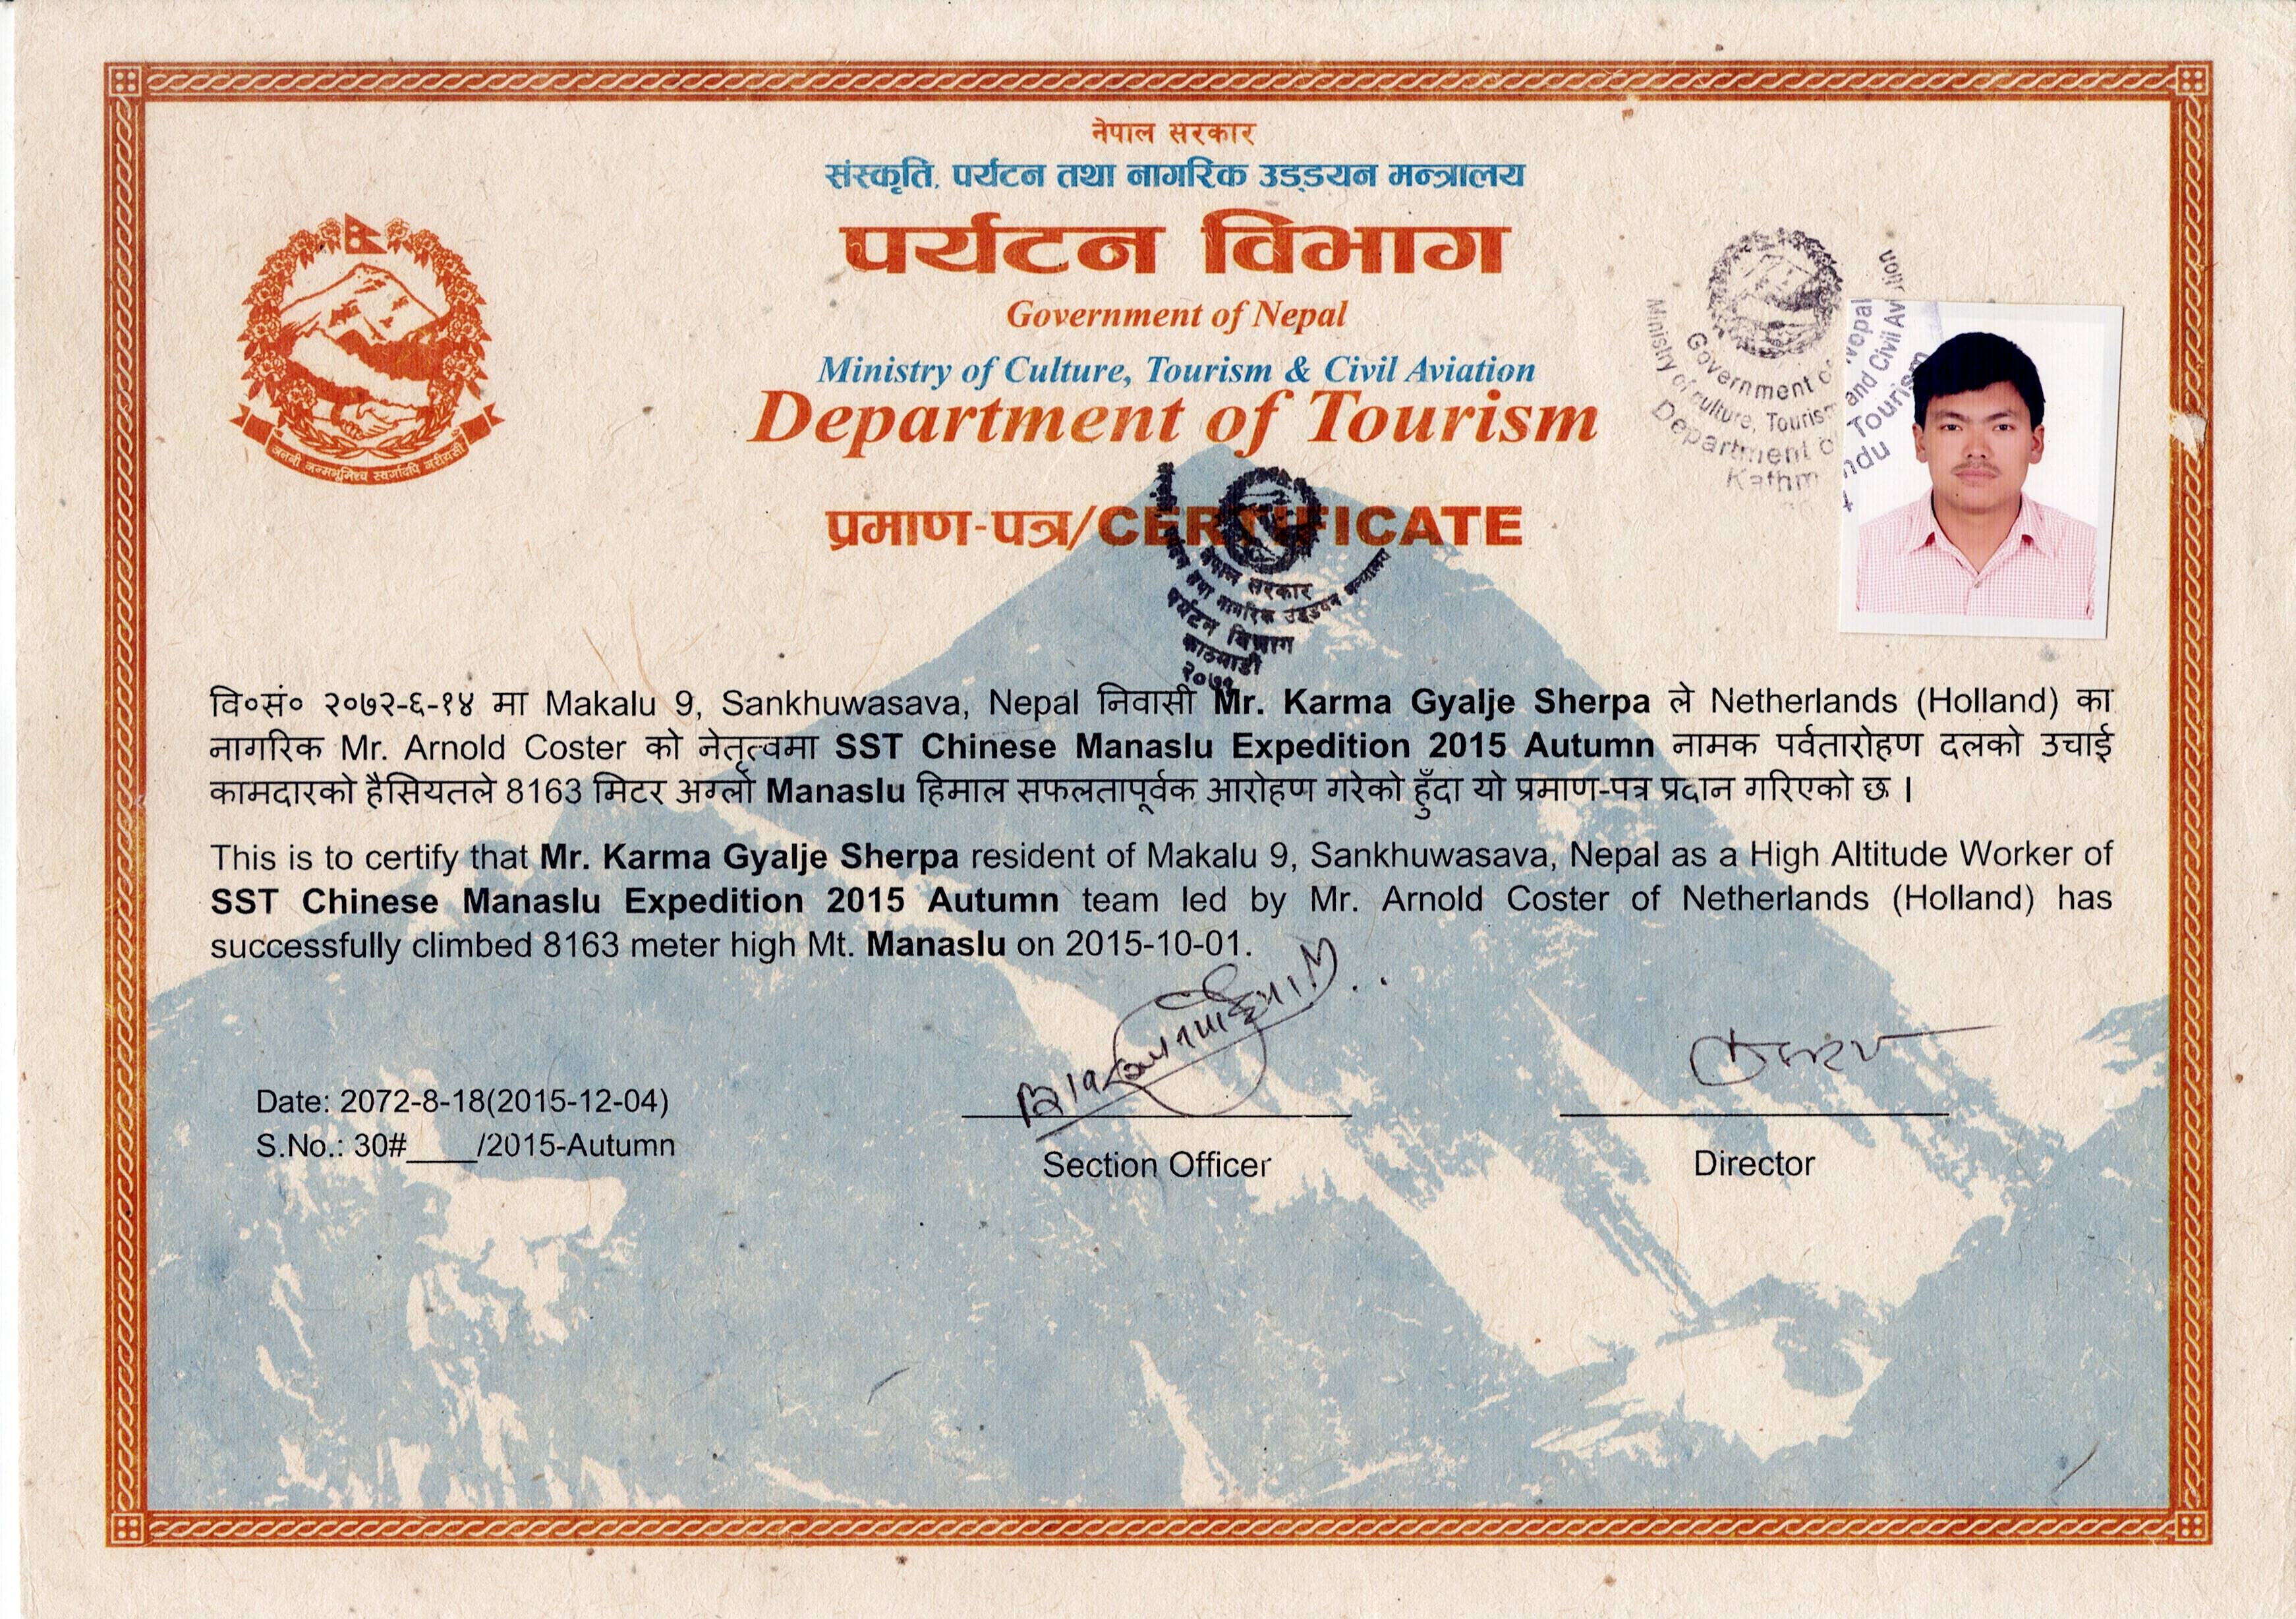 नेपाल सरकार
संस्कृति, पर्यटन तथा नागरिक उड्डयन मन्त्रालय
पर्यटन विभाग
Government of Nepal
Ministry of Culture, Tourism & Civil Aviation
Department of Tourism
जननी जन्मभूमिश्च स्वर्गादपि गरीयसी
Government of Nepal
Ministry of culture, Tourism and Civil Aviation
Department of Tourism
प्रमाण-पत्र/CERTIFICATE
नेपाल सरकार
तथा नागरिक उड्डयन मन्त्रालय
पर्यटन विभाग
काठमाडौं
वि०सं० २०७२-६-१४ मा Makalu 9, Sankhuwasava, Nepal निवासी Mr. Karma Gyalje Sherpa ले Netherlands (Holland) का
नागरिक Mr. Arnold Coster को नेतृत्वमा SST Chinese Manaslu Expedition 2015 Autumn नामक पर्वतारोहण दलको उचाई
कामदारको हैसियतले 8163 मिटर अग्लो Manaslu हिमाल सफलतापूर्वक आरोहण गरेको हुँदा यो प्रमाण-पत्र प्रदान गरिएको छ ।
This is to certify that Mr. Karma Gyalje Sherpa resident of Makalu 9, Sankhuwasava, Nepal as a High Altitude Worker of
SST Chinese Manaslu Expedition 2015 Autumn team led by Mr. Arnold Coster of Netherlands (Holland) has
successfully climbed 8163 meter high Mt. Manaslu on 2015-10-01.
Date: 2072-8-18(2015-12-04)
S.No.: 30#____/2015-Autumn
Section Officer
Director